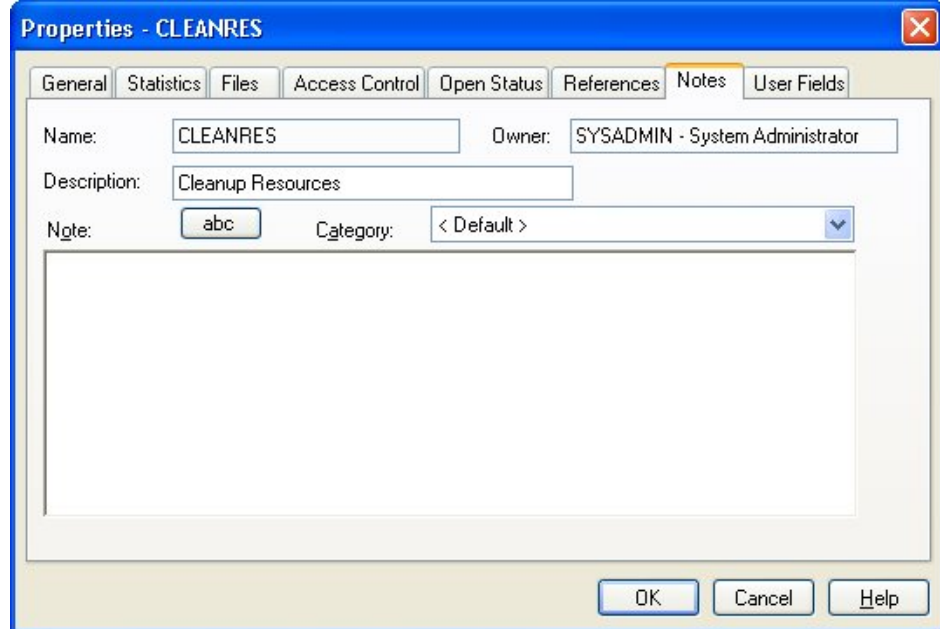 Properties - CLEANRES
General Statistics Files Access Control Open Status References Notes User Fields
Name: CLEANRES Owner: SYSADMIN - System Administrator
Description: Cleanup Resources
Note: abc Category: < Default >
OK Cancel Help